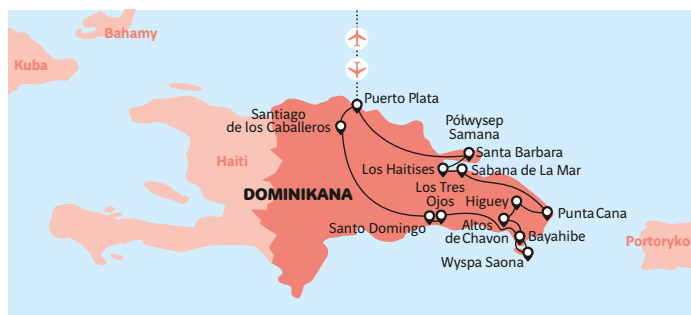 Bahamy
Kuba
Puerto Plata
Santiago
de los Caballeros
Półwysep
Samana
Santa Barbara
Haiti
Los Haitises
Sabana de La Mar
DOMINIKANA
Los Tres
Ojos
Higuey
Punta Cana
Santo Domingo
Altos
de Chavon
Bayahibe
Portoryko
Wyspa Saona